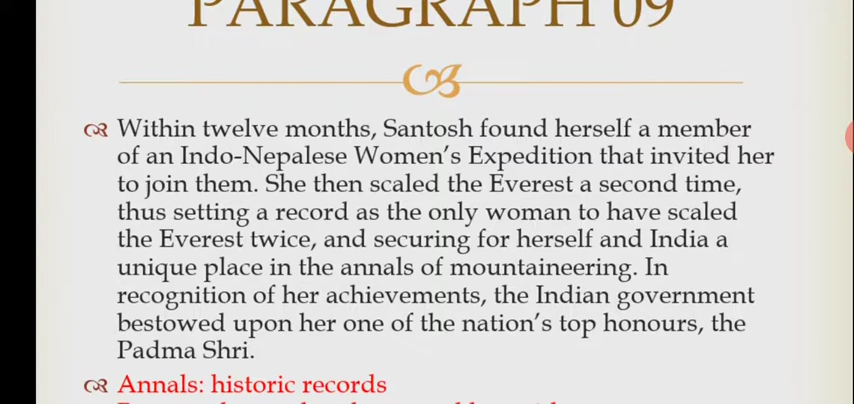 PARAGRAPH 09
Within twelve months, Santosh found herself a member
of an Indo-Nepalese Women's Expedition that invited her
to join them. She then scaled the Everest a second time,
thus setting a record as the only woman to have scaled
the Everest twice, and securing for herself and India a
unique place in the annals of mountaineering. In
recognition of her achievements, the Indian government
bestowed upon her one of the nation's top honours, the
Padma Shri.
Annals: historic records